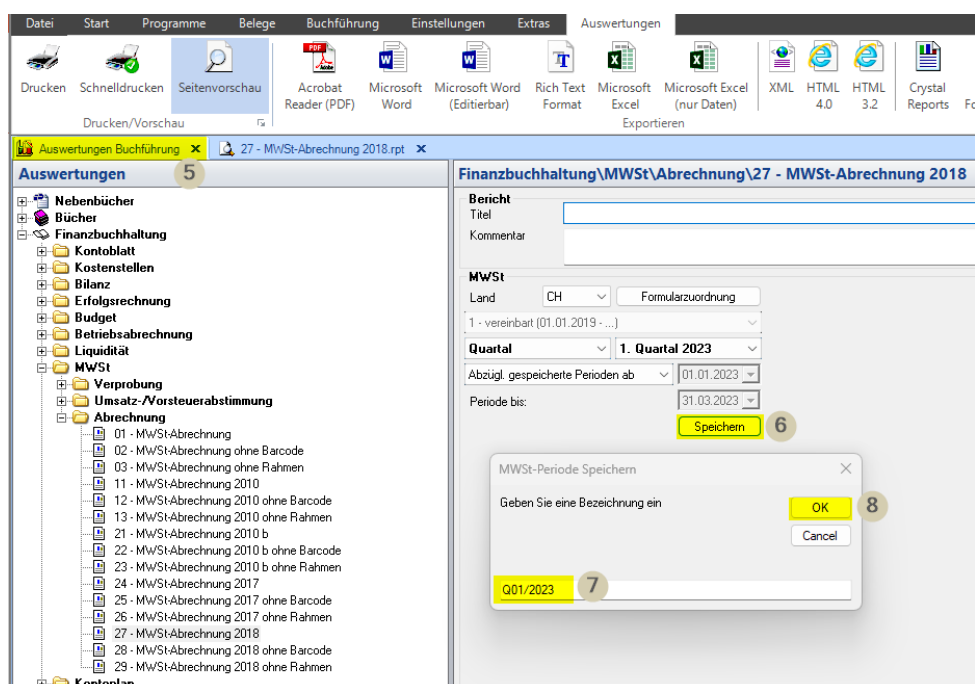 Datei Start Programme Belege Buchführung Einstellungen Extras Auswertungen
Drucken Schnelldrucken Seitenvorschau Acrobat Reader (PDF) Microsoft Word Microsoft Word (Editierbar) Rich Text Format Microsoft Excel Microsoft Excel (nur Daten) XML HTML 4.0 HTML 3.2 Crystal Reports
Drucken/Vorschau Exportieren
Auswertungen Buchführung 27 - MWSt-Abrechnung 2018.rpt
Auswertungen 5
Nebenbücher
Bücher
Finanzbuchhaltung
Kontoblatt
Kostenstellen
Bilanz
Erfolgsrechnung
Budget
Betriebsabrechnung
Liquidität
MWSt
Verprobung
Umsatz-/Vorsteuerabstimmung
Abrechnung
01 - MWSt-Abrechnung
02 - MWSt-Abrechnung ohne Barcode
03 - MWSt-Abrechnung ohne Rahmen
11 - MWSt-Abrechnung 2010
12 - MWSt-Abrechnung 2010 ohne Barcode
13 - MWSt-Abrechnung 2010 ohne Rahmen
21 - MWSt-Abrechnung 2010 b
22 - MWSt-Abrechnung 2010 b ohne Barcode
23 - MWSt-Abrechnung 2010 b ohne Rahmen
24 - MWSt-Abrechnung 2017
25 - MWSt-Abrechnung 2017 ohne Barcode
26 - MWSt-Abrechnung 2017 ohne Rahmen
27 - MWSt-Abrechnung 2018
28 - MWSt-Abrechnung 2018 ohne Barcode
29 - MWSt-Abrechnung 2018 ohne Rahmen
Kontoplan
Finanzbuchhaltung\MWSt\Abrechnung\27 - MWSt-Abrechnung 2018
Bericht
Titel
Kommentar
MWSt
Land CH Formularzuordnung
1 - vereinbart (01.01.2019 - ...)
Quartal 1. Quartal 2023
Abzügl. gespeicherte Perioden ab 01.01.2023
Periode bis: 31.03.2023
Speichern 6
MWSt-Periode Speichern
Geben Sie eine Bezeichnung ein
OK 8
Cancel
Q01/2023 7